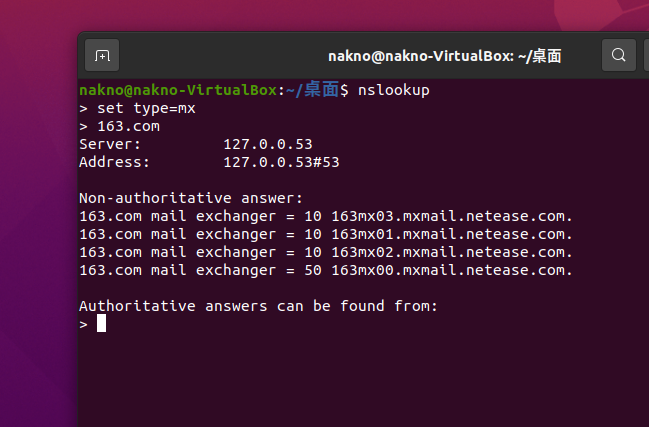 nakno@nakno-VirtualBox: ~/桌面
nakno@nakno-VirtualBox:~/桌面$ nslookup
> set type=mx
> 163.com
Server:         127.0.0.53
Address:        127.0.0.53#53
Non-authoritative answer:
163.com mail exchanger = 10 163mx03.mxmail.netease.com.
163.com mail exchanger = 10 163mx01.mxmail.netease.com.
163.com mail exchanger = 10 163mx02.mxmail.netease.com.
163.com mail exchanger = 50 163mx00.mxmail.netease.com.
Authoritative answers can be found from:
>